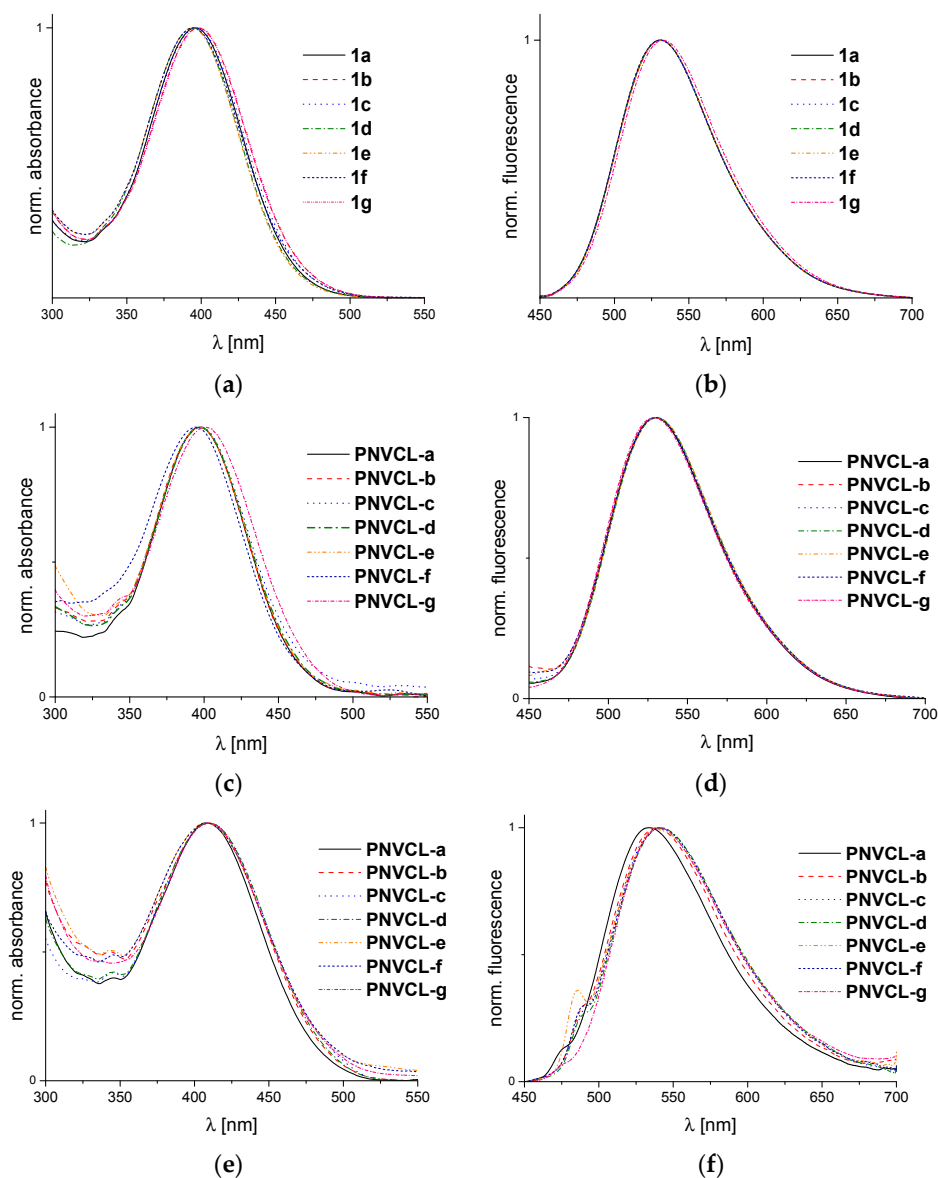 norm. absorbance
1
1a
1b
1c
1d
1e
1f
1g
300 350 400 450 500 550
λ [nm]
(a)
norm. fluorescence
1
1a
1b
1c
1d
1e
1f
1g
450 500 550 600 650 700
λ [nm]
(b)
norm. absorbance
1
0
PNVCL-a
PNVCL-b
PNVCL-c
PNVCL-d
PNVCL-e
PNVCL-f
PNVCL-g
300 350 400 450 500 550
λ [nm]
(c)
norm. fluorescence
1
0
PNVCL-a
PNVCL-b
PNVCL-c
PNVCL-d
PNVCL-e
PNVCL-f
PNVCL-g
450 500 550 600 650 700
λ [nm]
(d)
norm. absorbance
1
0
PNVCL-a
PNVCL-b
PNVCL-c
PNVCL-d
PNVCL-e
PNVCL-f
PNVCL-g
300 350 400 450 500 550
λ [nm]
(e)
norm. fluorescence
1
0
PNVCL-a
PNVCL-b
PNVCL-c
PNVCL-d
PNVCL-e
PNVCL-f
PNVCL-g
450 500 550 600 650 700
λ [nm]
(f)